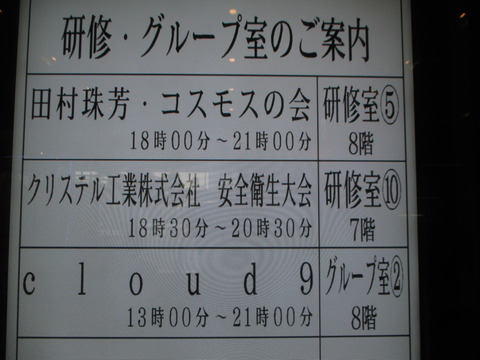 研修・グループ室のご案内
田村珠芳・コスモスの会 研修室⑤
18時00分～21時00分 8階
クリステル工業株式会社 安全衛生大会 研修室⑩
18時30分～20時30分 7階
cloud9 グループ室②
13時00分～21時00分 8階